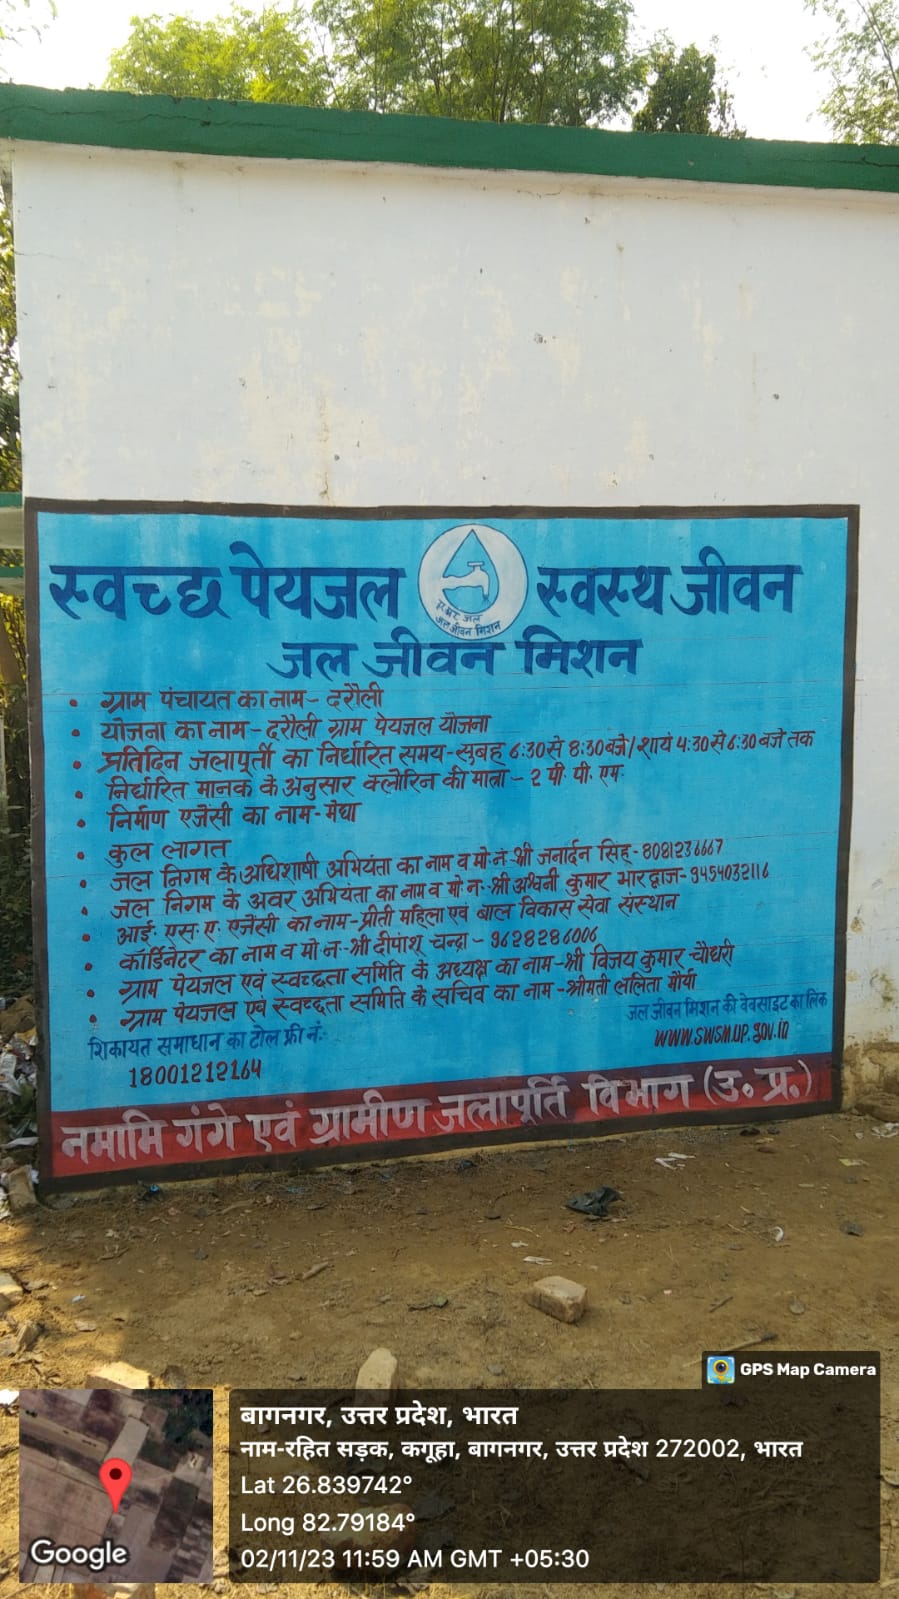 स्वच्छ पेयजल स्वस्थ जीवन
हर घर जल
जल जीवन मिशन
जल जीवन मिशन
• ग्राम पंचायत का नाम- दरौली
• योजना का नाम- दरौली ग्राम पेयजल योजना
• प्रतिदिन जलापूर्ती का निर्धारित समय-सुबह 6:30 से 8:30 बजे/शायं 4:30 से 6:30 बजे तक
• निर्धारित मानक के अनुसार क्लोरिन की मात्रा- 2 पी. पी. एम.
• निर्माण एजेंसी का नाम-मेघा
• कुल लागत
• जल निगम के अधिशाषी अभियंता का नाम व मो.नं.-श्री जनार्दन सिंह-8081236667
• जल निगम के अवर अभियंता का नाम व मो.न.-श्री अश्वनी कुमार भारद्वाज-9454032116
• आई. एस. ए. एजेंसी का नाम-प्रीती महिला एवं बाल विकास सेवा संस्थान
• कॉर्डिनेटर का नाम व मो.न.-श्री दीपांशू चन्द्रा - 9628286006
• ग्राम पेयजल एवं स्वच्छता समिति के अध्यक्ष का नाम-श्री विजय कुमार चौधरी
• ग्राम पेयजल एवं स्वच्छता समिति के सचिव का नाम-श्रीमती ललिता मौर्या
जल जीवन मिशन की वेवसाइट का लिंक
www.swsm.up.gov.in
शिकायत समाधान का टोल फ्री नं.
18001212164
नमामि गंगे एवं ग्रामीण जलापूर्ति विभाग (उ. प्र.)
GPS Map Camera
बागनगर, उत्तर प्रदेश, भारत
नाम-रहित सड़क, कगूहा, बागनगर, उत्तर प्रदेश 272002, भारत
Lat 26.839742°
Long 82.79184°
02/11/23 11:59 AM GMT +05:30
Google